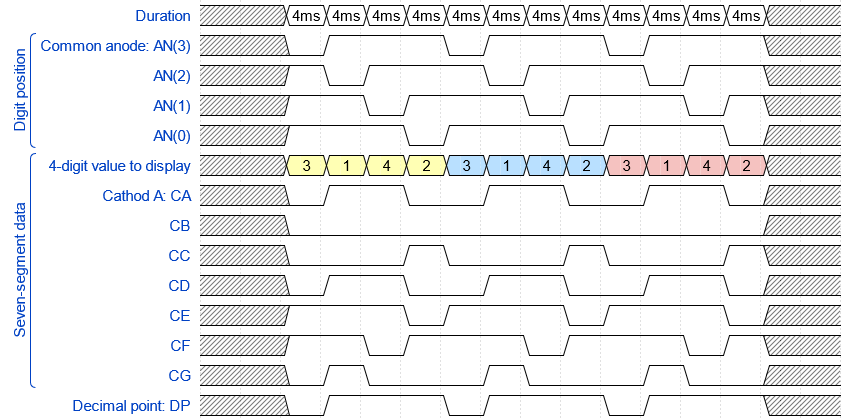 Duration 4ms 4ms 4ms 4ms 4ms 4ms 4ms 4ms 4ms 4ms 4ms 4ms
Digit position
Common anode: AN(3)
AN(2)
AN(1)
AN(0)
Seven-segment data
4-digit value to display 3 1 4 2 3 1 4 2 3 1 4 2
Cathod A: CA
CB
CC
CD
CE
CF
CG
Decimal point: DP